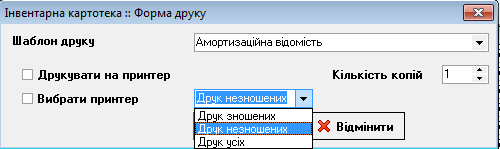 Інвентарна картотека :: Форма друку
Шаблон друку Амортизаційна відомість
Друкувати на принтер Кількість копій 1
Вибрати принтер Друк незношених
Друк зношених
Друк незношених Відмінити
Друк усіх